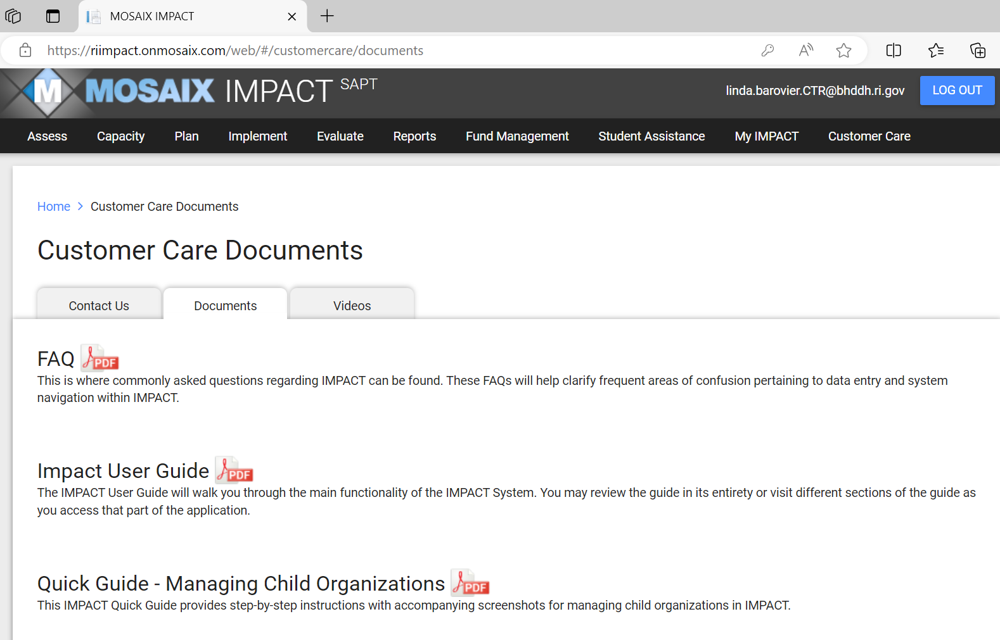 MOSAIX IMPACT
https://riimpact.onmosaix.com/web/#/customercare/documents
M MOSAIX IMPACT SAPT
linda.barovier.CTR@bhddh.ri.gov
LOG OUT
Assess Capacity Plan Implement Evaluate Reports Fund Management Student Assistance My IMPACT Customer Care
Home > Customer Care Documents
Customer Care Documents
Contact Us Documents Videos
FAQ PDF
This is where commonly asked questions regarding IMPACT can be found. These FAQs will help clarify frequent areas of confusion pertaining to data entry and system
navigation within IMPACT.
Impact User Guide PDF
The IMPACT User Guide will walk you through the main functionality of the IMPACT System. You may review the guide in its entirety or visit different sections of the guide as
you access that part of the application.
Quick Guide - Managing Child Organizations PDF
This IMPACT Quick Guide provides step-by-step instructions with accompanying screenshots for managing child organizations in IMPACT.